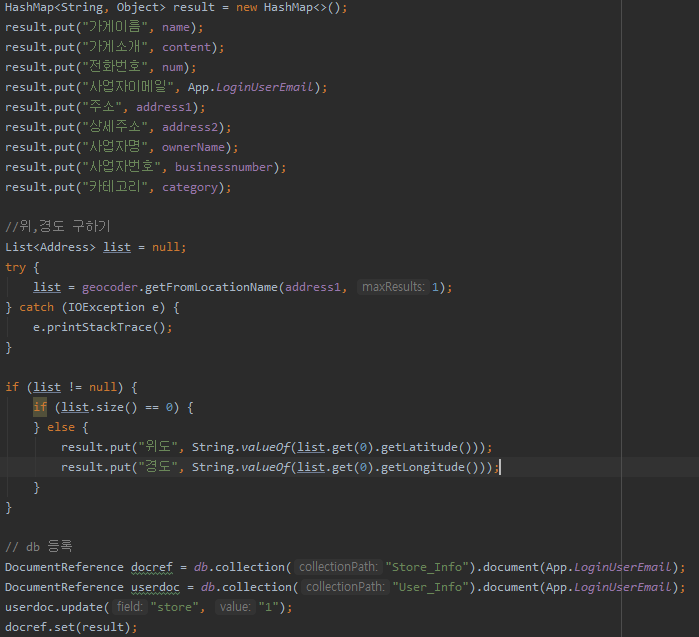 HashMap<String, Object> result = new HashMap<>();
result.put("가게이름", name);
result.put("가게소개", content);
result.put("전화번호", num);
result.put("사업자이메일", App.LoginUserEmail);
result.put("주소", address1);
result.put("상세주소", address2);
result.put("사업자명", ownerName);
result.put("사업자번호", businessnumber);
result.put("카테고리", category);
//위,경도 구하기
List<Address> list = null;
try {
list = geocoder.getFromLocationName(address1, maxResults: 1);
} catch (IOException e) {
e.printStackTrace();
}
if (list != null) {
if (list.size() == 0) {
} else {
result.put("위도", String.valueOf(list.get(0).getLatitude()));
result.put("경도", String.valueOf(list.get(0).getLongitude()));
}
}
// db 등록
DocumentReference docref = db.collection( collectionPath: "Store_Info").document(App.LoginUserEmail);
DocumentReference userdoc = db.collection( collectionPath: "User_Info").document(App.LoginUserEmail);
userdoc.update( field: "store", value: "1");
docref.set(result);